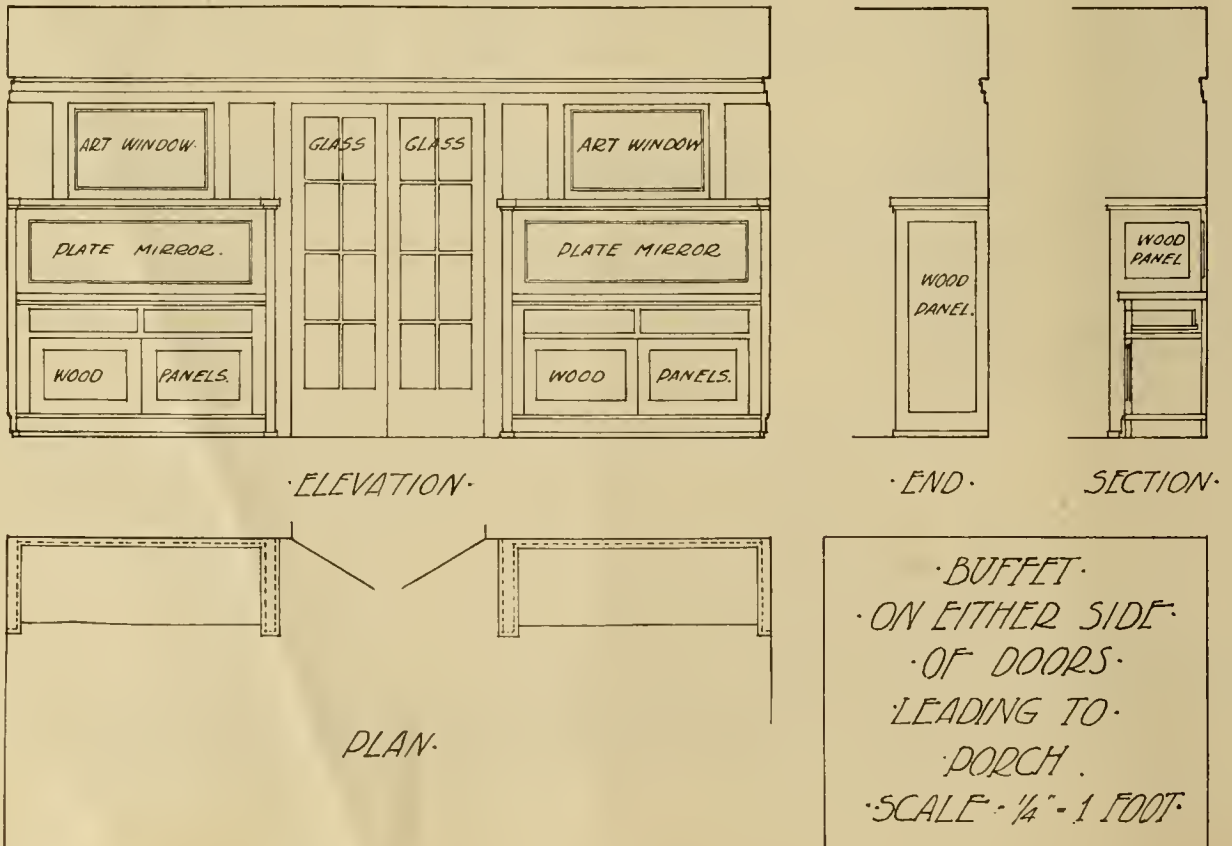 ART WINDOW·
GLASS
GLASS
ART WINDOW
PLATE MIRROR.
PLATE MIRROR
WOOD
PANELS.
WOOD
PANELS.
WOOD
PANEL.
WOOD
PANEL
·ELEVATION·
·END·
SECTION·
PLAN·
·BUFFET·
·ON EITHER SIDE·
·OF DOORS·
·LEADING TO·
·PORCH.
·SCALE - 1/4" - 1 FOOT·